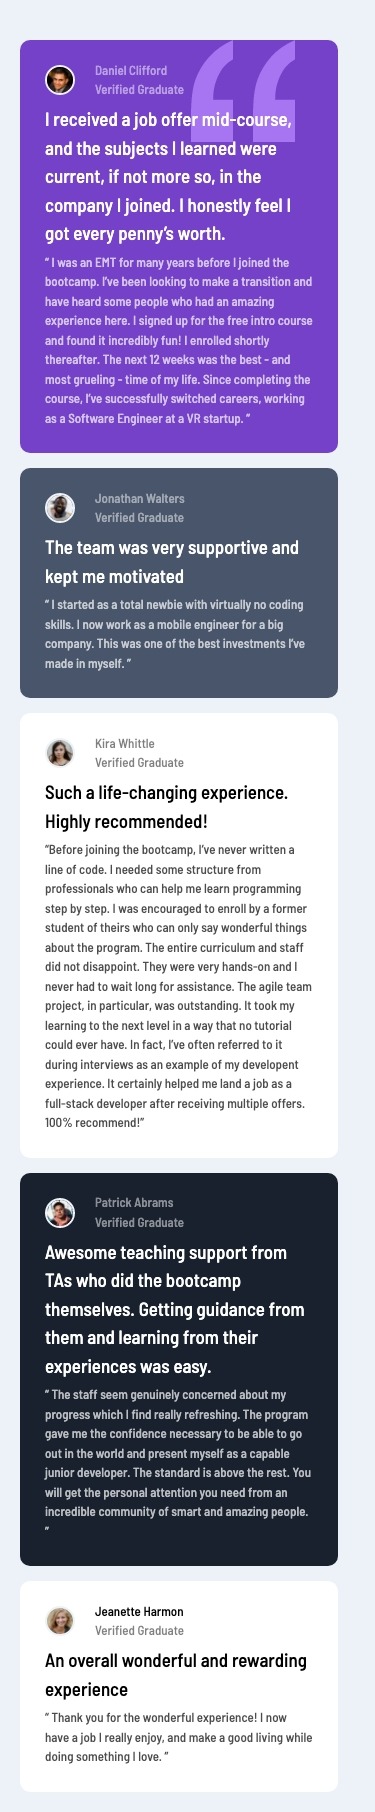 Daniel Clifford
Verified Graduate
I received a job offer mid-course,
and the subjects I learned were
current, if not more so, in the
company I joined. I honestly feel I
got every penny’s worth.
“ I was an EMT for many years before I joined the
bootcamp. I’ve been looking to make a transition and
have heard some people who had an amazing
experience here. I signed up for the free intro course
and found it incredibly fun! I enrolled shortly
thereafter. The next 12 weeks was the best - and
most grueling - time of my life. Since completing the
course, I’ve successfully switched careers, working
as a Software Engineer at a VR startup. ”
Jonathan Walters
Verified Graduate
The team was very supportive and
kept me motivated
“ I started as a total newbie with virtually no coding
skills. I now work as a mobile engineer for a big
company. This was one of the best investments I’ve
made in myself. ”
Kira Whittle
Verified Graduate
Such a life-changing experience.
Highly recommended!
“Before joining the bootcamp, I’ve never written a
line of code. I needed some structure from
professionals who can help me learn programming
step by step. I was encouraged to enroll by a former
student of theirs who can only say wonderful things
about the program. The entire curriculum and staff
did not disappoint. They were very hands-on and I
never had to wait long for assistance. The agile team
project, in particular, was outstanding. It took my
learning to the next level in a way that no tutorial
could ever have. In fact, I’ve often referred to it
during interviews as an example of my developent
experience. It certainly helped me land a job as a
full-stack developer after receiving multiple offers.
100% recommend!”
Patrick Abrams
Verified Graduate
Awesome teaching support from
TAs who did the bootcamp
themselves. Getting guidance from
them and learning from their
experiences was easy.
“ The staff seem genuinely concerned about my
progress which I find really refreshing. The program
gave me the confidence necessary to be able to go
out in the world and present myself as a capable
junior developer. The standard is above the rest. You
will get the personal attention you need from an
incredible community of smart and amazing people.
”
Jeanette Harmon
Verified Graduate
An overall wonderful and rewarding
experience
“ Thank you for the wonderful experience! I now
have a job I really enjoy, and make a good living while
doing something I love. ”